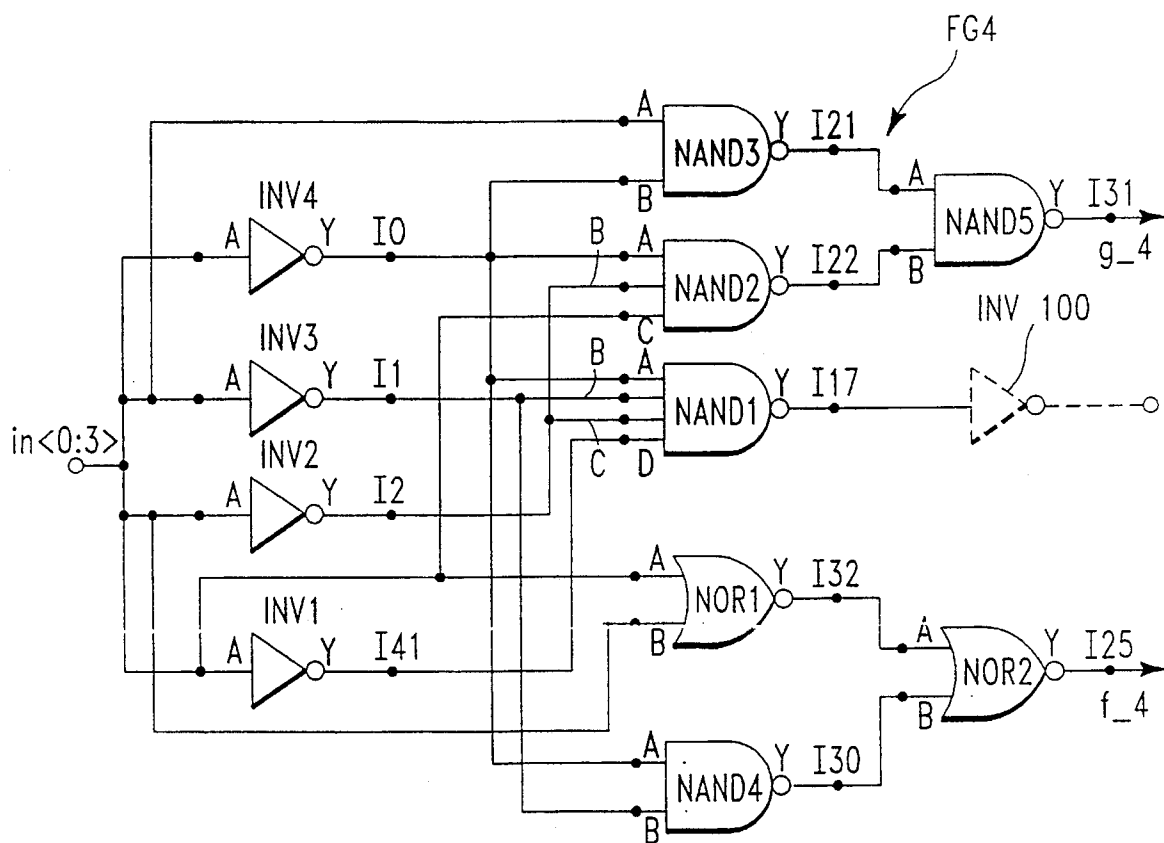 FG4
A
Y I21
NAND3
B
A
Y I31
NAND5
B
g_4
INV4
A Y I0
B
A
Y I22
NAND2
C
INV 100
INV3
A Y I1
B
A
Y I17
NAND1
C D
in<0:3>
INV2
A Y I2
A
Y I32
NOR1
B
INV1
A Y I41
A
Y I25
NOR2
B
f_4
A
Y I30
NAND4
B